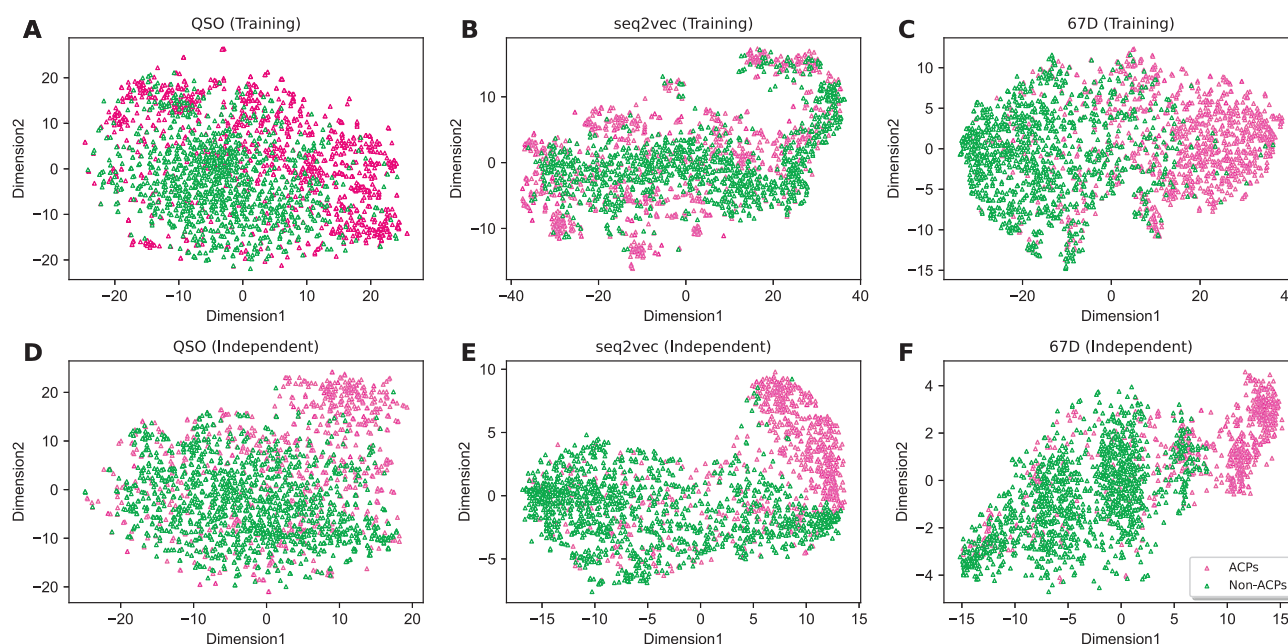 A
QSO (Training)
Dimension2
20
10
0
−10
−20
−20
−10
0
10
20
Dimension1
B
seq2vec (Training)
Dimension2
10
0
−10
−40
−20
0
20
40
Dimension1
C
67D (Training)
Dimension2
10
5
0
−5
−10
−15
−20
0
20
Dimension1
D
QSO (Independent)
Dimension2
20
10
0
−10
−20
−20
−10
0
10
20
Dimension1
E
seq2vec (Independent)
Dimension2
10
5
0
−5
−15
−10
−5
0
5
10
15
Dimension1
F
67D (Independent)
Dimension2
4
2
0
−2
−4
−15
−10
−5
0
5
10
15
Dimension1
ACPs
Non-ACPs